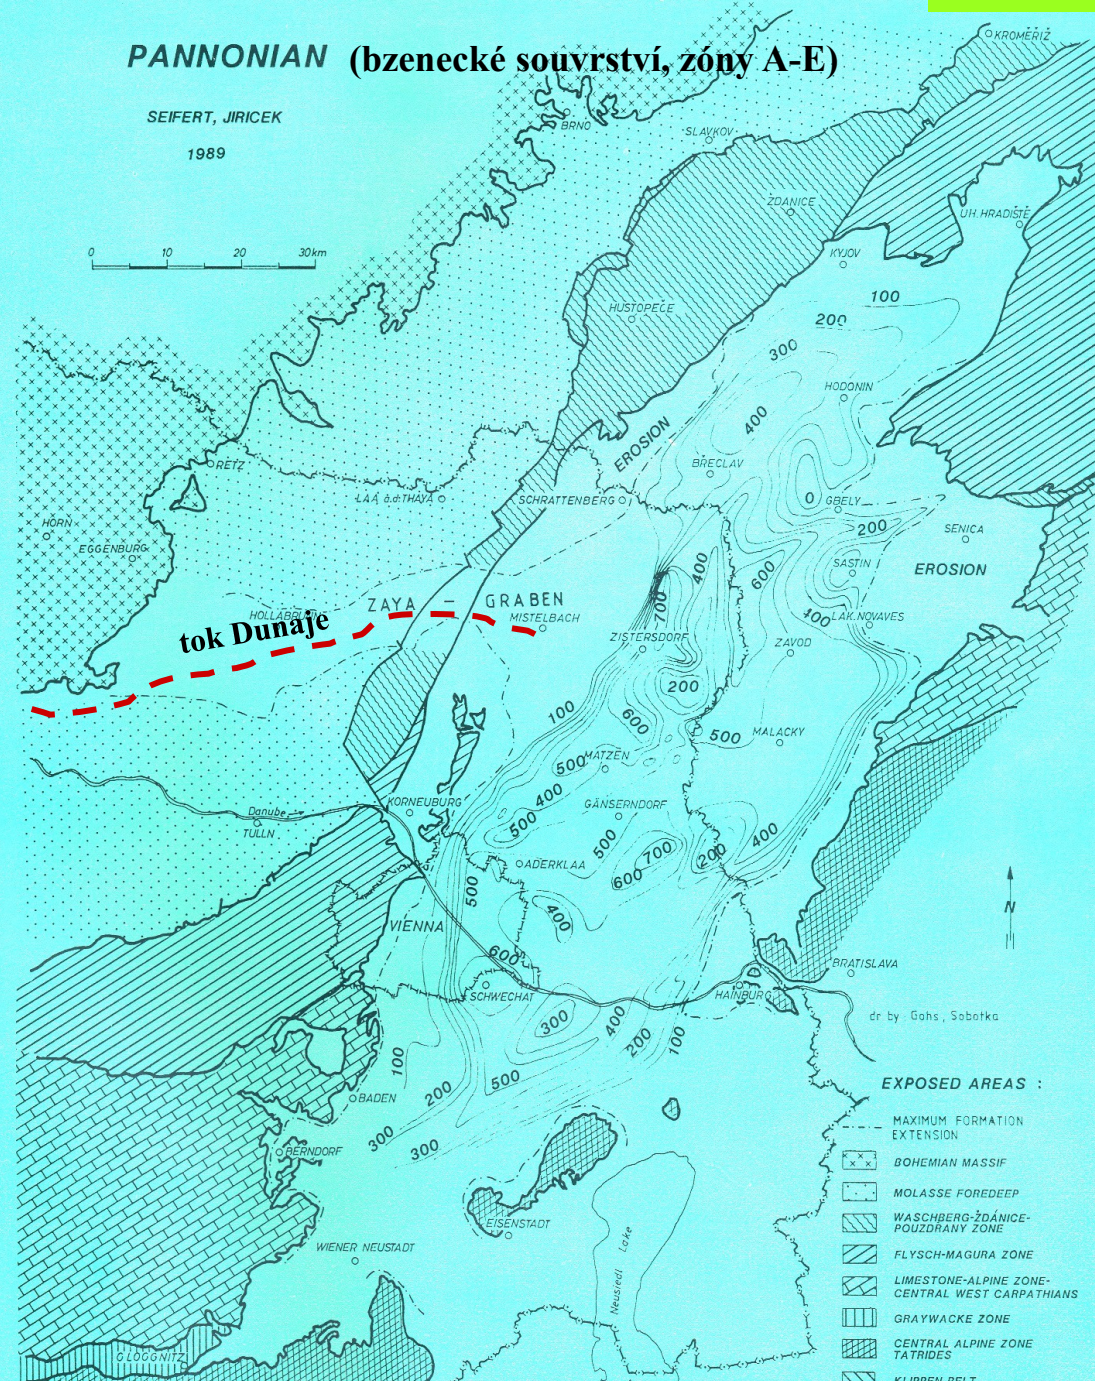 PANNONIAN (bzenecké souvrství, zóny A-E)
SEIFERT, JIRICEK
1989
0 10 20 30km
KROMĚŘÍŽ
BRNO
SLAVKOV
ŽDANICE
UH. HRADIŠTE
KYJOV
HUSTOPEČE
100
200
300
HODONIN
400
EROSION
BŘECLAV
RETZ
LAA a.d. THAYA
SCHRATTENBERG
0
GBELY
200
HORN
EGGENBURG
SENICA
EROSION
SASTIN
400
600
700
ZAYA – GRABEN
HOLLABRUNN
MISTELBACH
tok Dunaje
400
LAK. NOVAVES
ZISTERSDORF
ZAVOD
200
100
600
500
MALACKY
500
MATZEN
400
GÄNSERNDORF
500
KORNEUBURG
Danube
TULLN
500
700
600
200
400
ADERKLAA
500
400
VIENNA
600
N
BRATISLAVA
SCHWECHAT
HAINBURG
300
400
200
100
dr by: Gohs, Sobotka
100
500
200
BADEN
300
300
BERNDORF
EISENSTADT
WIENER NEUSTADT
Neusiedl Lake
GLOGGNITZ
EXPOSED AREAS :
MAXIMUM FORMATION
EXTENSION
BOHEMIAN MASSIF
MOLASSE FOREDEEP
WASCHBERG-ŽDÁNICE-
POUZDRANY ZONE
FLYSCH-MAGURA ZONE
LIMESTONE-ALPINE ZONE-
CENTRAL WEST CARPATHIANS
GRAYWACKE ZONE
CENTRAL ALPINE ZONE
TATRIDES
KLIPPEN BELT